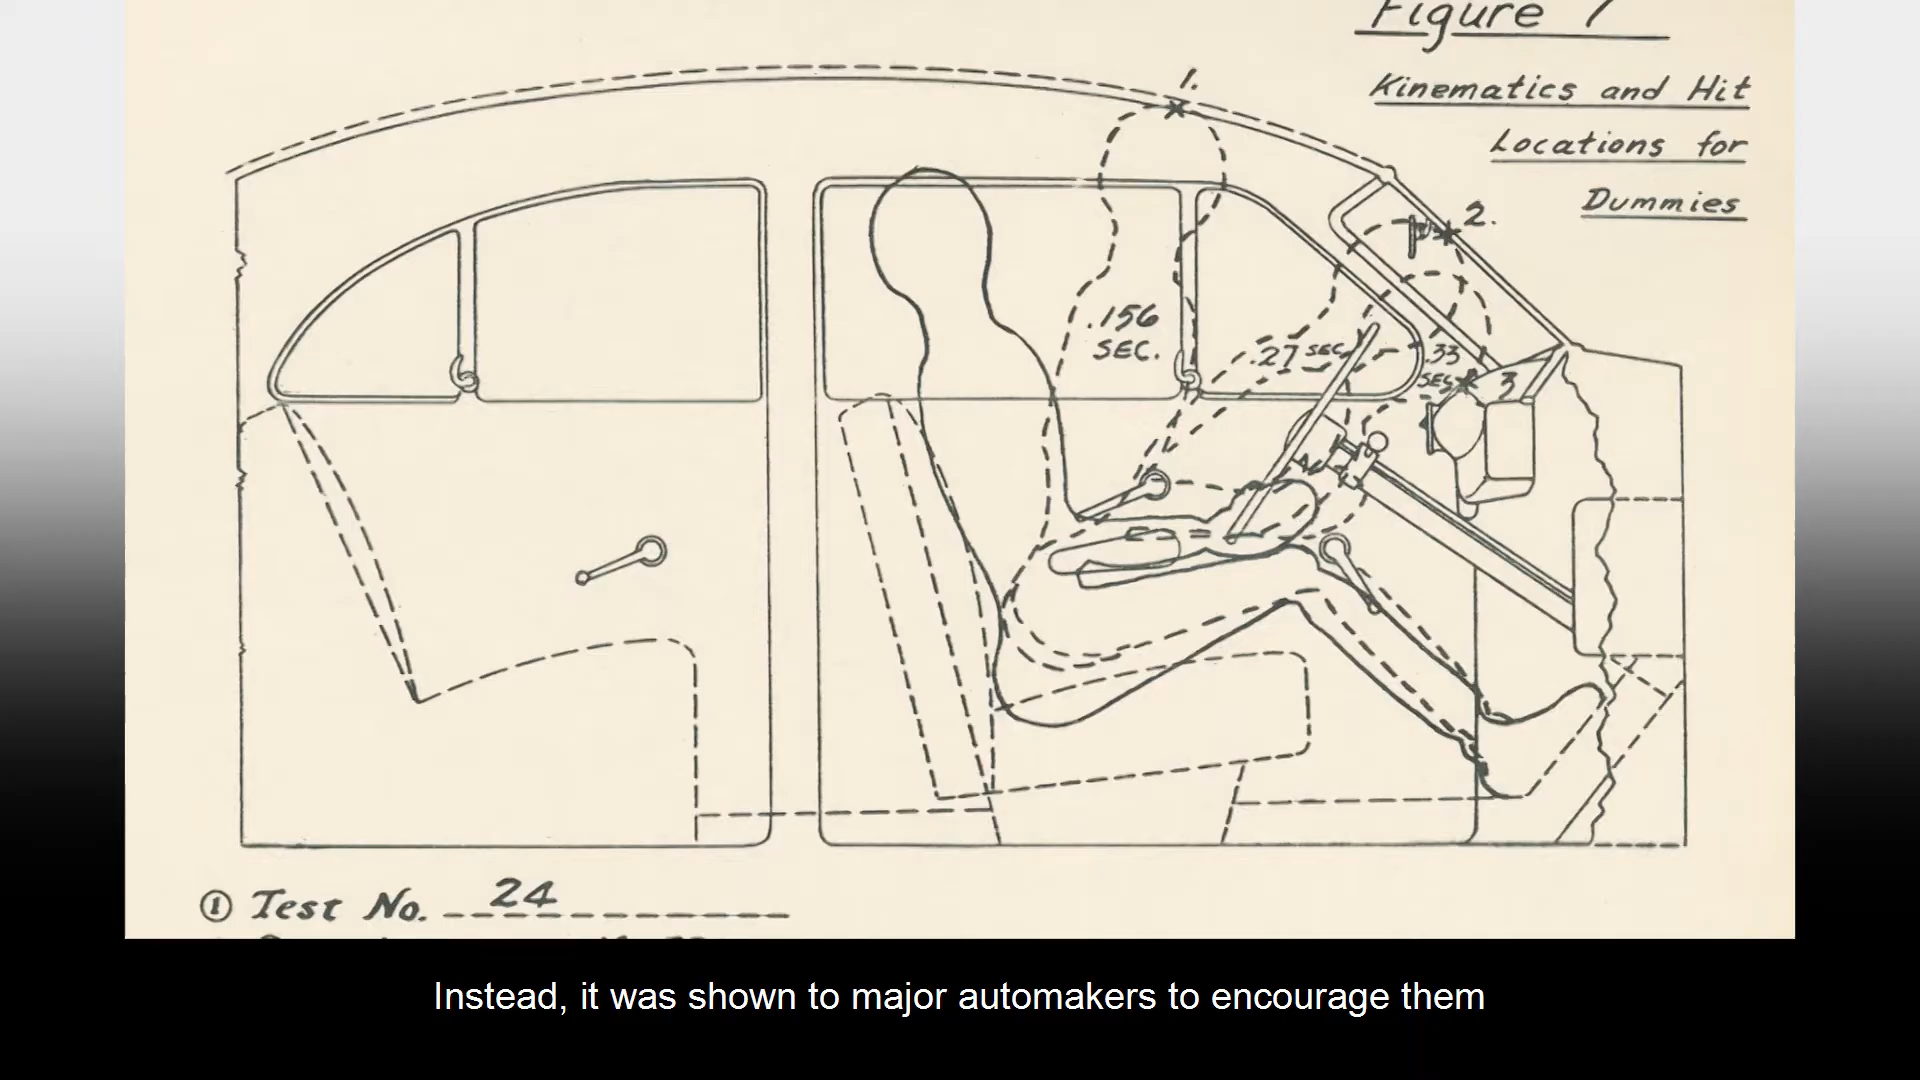 Figure 7
Kinematics and Hit
Locations for
Dummies
1.
2.
.156
SEC.
.27 SEC.
.33
SEC.
3
① Test No. 24
Instead, it was shown to major automakers to encourage them